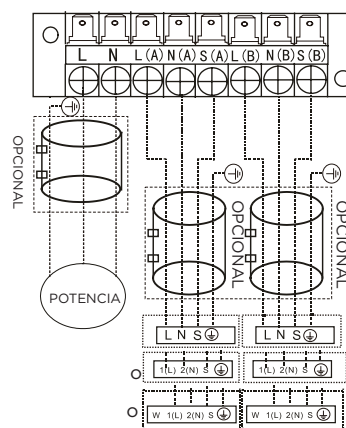 L N L(A) N(A) S(A) L(B) N(B) S(B)
OPCIONAL
OPCIONAL
OPCIONAL
POTENCIA
L N S
L N S
O
1(L) 2(N) S
1(L) 2(N) S
O
W 1(L) 2(N) S
W 1(L) 2(N) S